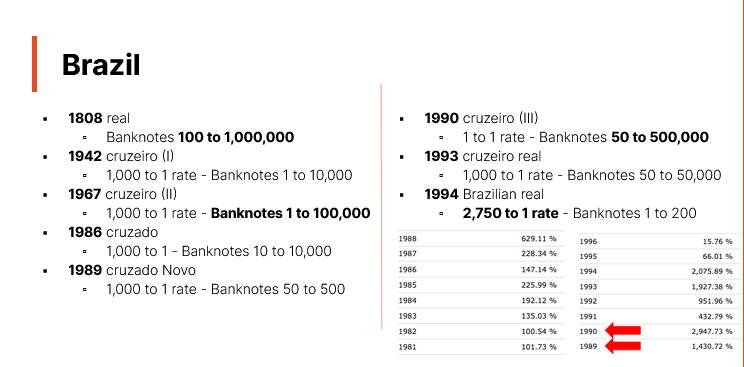 Brazil
▪ 1808 real
▫ Banknotes 100 to 1,000,000
▪ 1942 cruzeiro (I)
▫ 1,000 to 1 rate - Banknotes 1 to 10,000
▪ 1967 cruzeiro (II)
▫ 1,000 to 1 rate - Banknotes 1 to 100,000
▪ 1986 cruzado
▫ 1,000 to 1 - Banknotes 10 to 10,000
▪ 1989 cruzado Novo
▫ 1,000 to 1 rate - Banknotes 50 to 500
▪ 1990 cruzeiro (III)
▫ 1 to 1 rate - Banknotes 50 to 500,000
▪ 1993 cruzeiro real
▫ 1,000 to 1 rate - Banknotes 50 to 50,000
▪ 1994 Brazilian real
▫ 2,750 to 1 rate - Banknotes 1 to 200
1988 629.11 %
1987 228.34 %
1986 147.14 %
1985 225.99 %
1984 192.12 %
1983 135.03 %
1982 100.54 %
1981 101.73 %
1996 15.76 %
1995 66.01 %
1994 2,075.89 %
1993 1,927.38 %
1992 951.96 %
1991 432.79 %
1990 2,947.73 %
1989 1,430.72 %